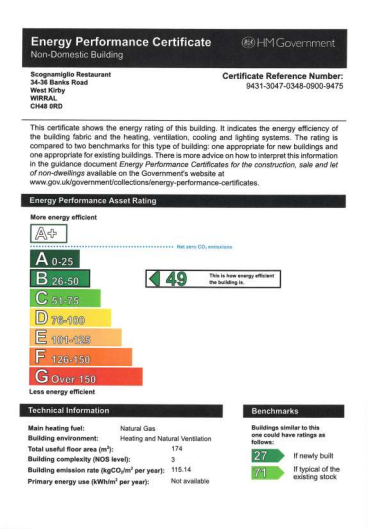 Energy Performance Certificate
Non-Domestic Building
HM Government
Scognamiglio Restaurant
34-36 Banks Road
West Kirby
WIRRAL
CH48 0RD
Certificate Reference Number:
9431-3047-0348-0900-9475
This certificate shows the energy rating of this building. It indicates the energy efficiency of
the building fabric and the heating, ventilation, cooling and lighting systems. The rating is
compared to two benchmarks for this type of building: one appropriate for new buildings and
one appropriate for existing buildings. There is more advice on how to interpret this information
in the guidance document Energy Performance Certificates for the construction, sale and let
of non-dwellings available on the Government's website at
www.gov.uk/government/collections/energy-performance-certificates.
Energy Performance Asset Rating
More energy efficient
A+
Net zero CO₂ emissions
A 0-25
B 26-50
49
This is how energy efficient
the building is.
C 51-75
D 76-100
E 101-125
F 126-150
G Over 150
Less energy efficient
Technical Information
Main heating fuel: Natural Gas
Building environment: Heating and Natural Ventilation
Total useful floor area (m²): 174
Building complexity (NOS level): 3
Building emission rate (kgCO₂/m² per year): 115.14
Primary energy use (kWh/m² per year): Not available
Benchmarks
Buildings similar to this
one could have ratings as
follows:
27 If newly built
71 If typical of the
existing stock